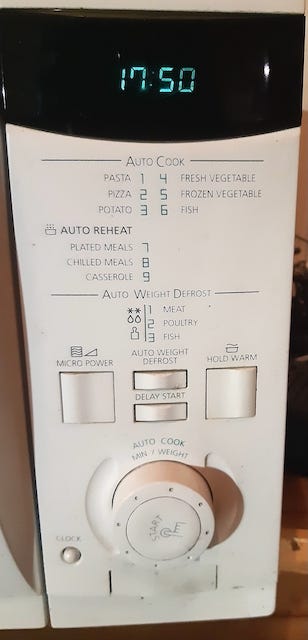 17:50
AUTO COOK
PASTA 1 4 FRESH VEGETABLE
PIZZA 2 5 FROZEN VEGETABLE
POTATO 3 6 FISH
AUTO REHEAT
PLATED MEALS 7
CHILLED MEALS 8
CASSEROLE 9
AUTO WEIGHT DEFROST
1 MEAT
2 POULTRY
3 FISH
MICRO POWER
AUTO WEIGHT
DEFROST
HOLD WARM
DELAY START
AUTO COOK
MIN / WEIGHT
START
CLOCK